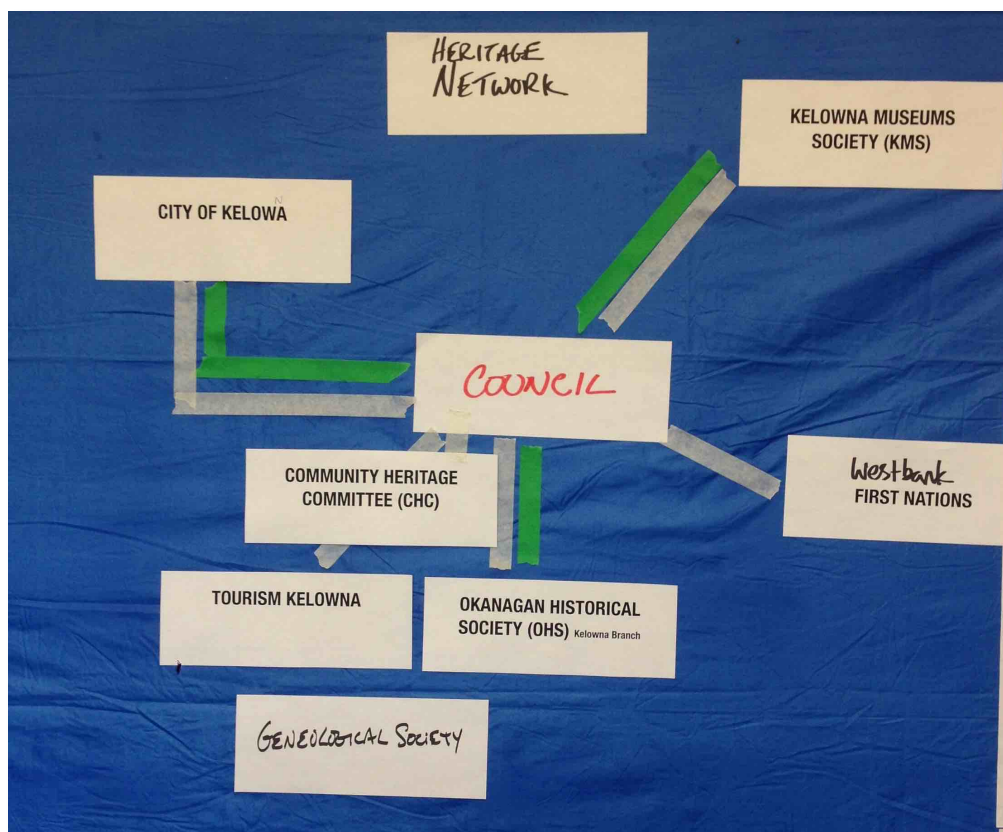 HERITAGE
NETWORK
KELOWNA MUSEUMS
SOCIETY (KMS)
CITY OF KELOWA
N
COUNCIL
Westbank
FIRST NATIONS
COMMUNITY HERITAGE
COMMITTEE (CHC)
TOURISM KELOWNA
OKANAGAN HISTORICAL
SOCIETY (OHS) Kelowna Branch
GENEOLOGICAL SOCIETY